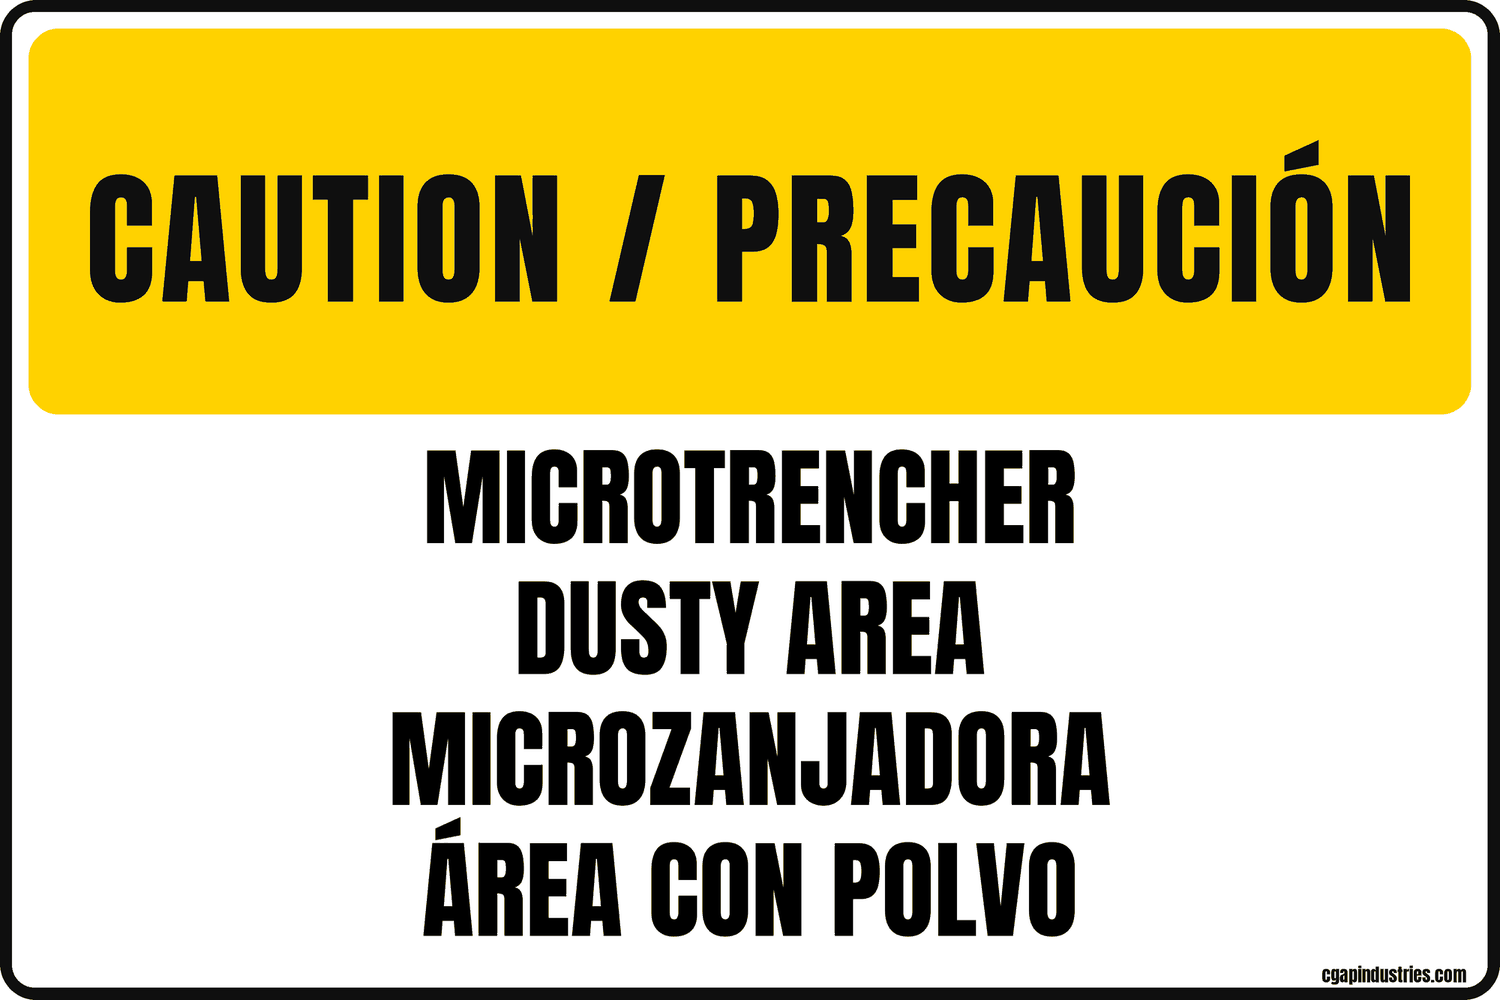 CAUTION / PRECAUCIÓN
MICROTRENCHER
DUSTY AREA
MICROZANJADORA
ÁREA CON POLVO
cgapindustries.com